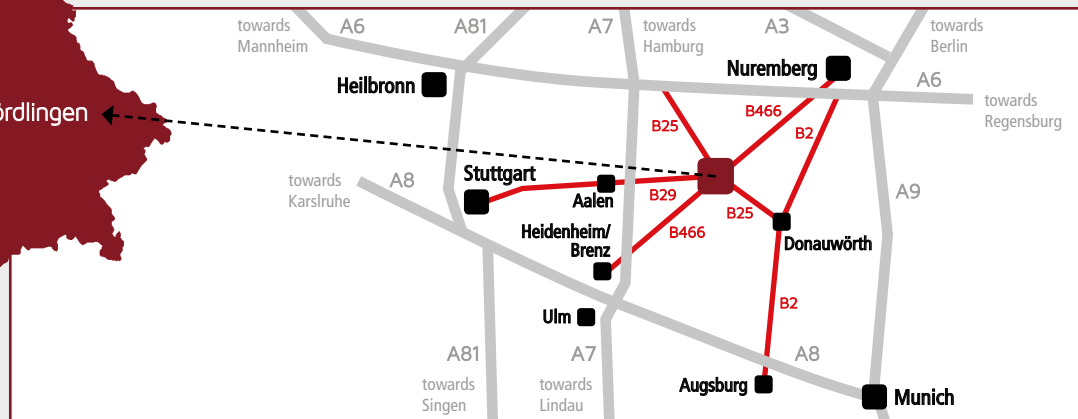 towards
Mannheim
A6
A81
A7
towards
Hamburg
A3
towards
Berlin
Nuremberg
Heilbronn
A6
towards
Regensburg
B466
B25
B2
Stuttgart
towards
Karslruhe
A8
Aalen
B29
A9
B25
Heidenheim/
Brenz
B466
Donauwörth
Ulm
B2
A81
A7
A8
towards
Singen
towards
Lindau
Augsburg
Munich